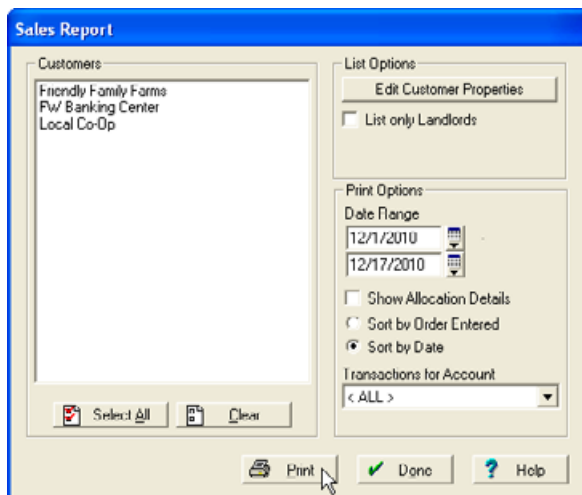 Sales Report
Customers
Friendly Family Farms
FW Banking Center
Local Co-Op
Select All
Clear
List Options
Edit Customer Properties
List only Landlords
Print Options
Date Range
12/1/2010
12/17/2010
Show Allocation Details
Sort by Order Entered
Sort by Date
Transactions for Account
< ALL >
Print
Done
Help